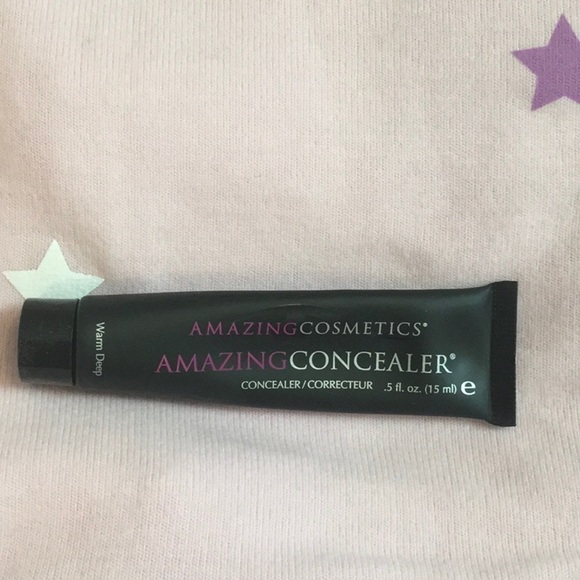 AMAZINGCOSMETICS®
AMAZINGCONCEALER®
CONCEALER/CORRECTEUR .5 fl. oz. (15 ml) e
Warm Deep